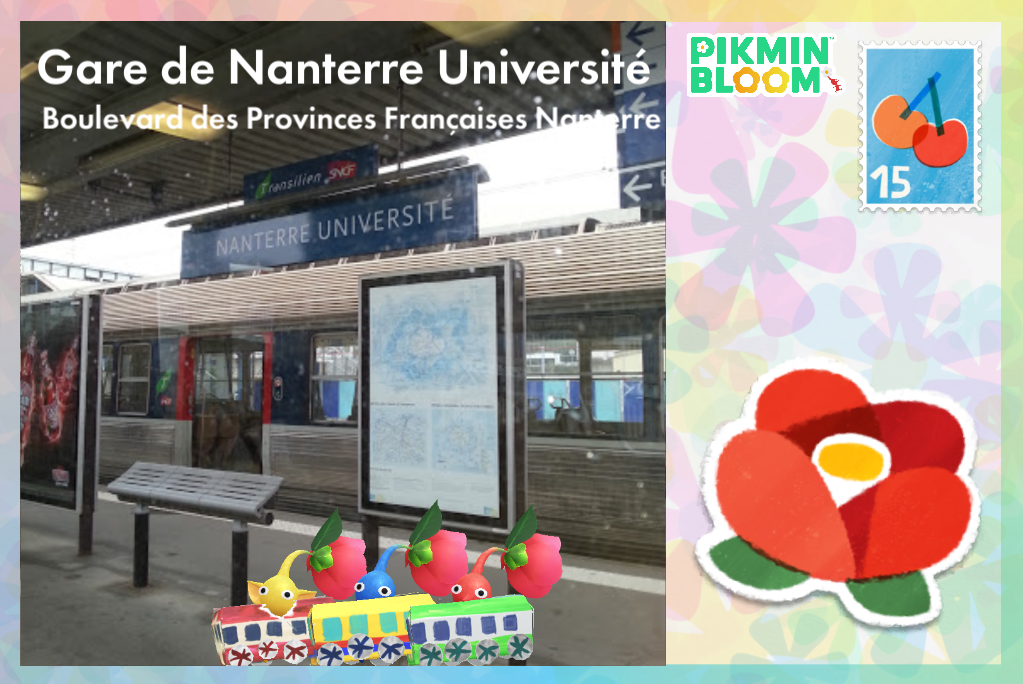 Gare de Nanterre Université
Boulevard des Provinces Françaises Nanterre
Transilien SNCF
NANTERRE UNIVERSITÉ
PIKMIN
BLOOM
15